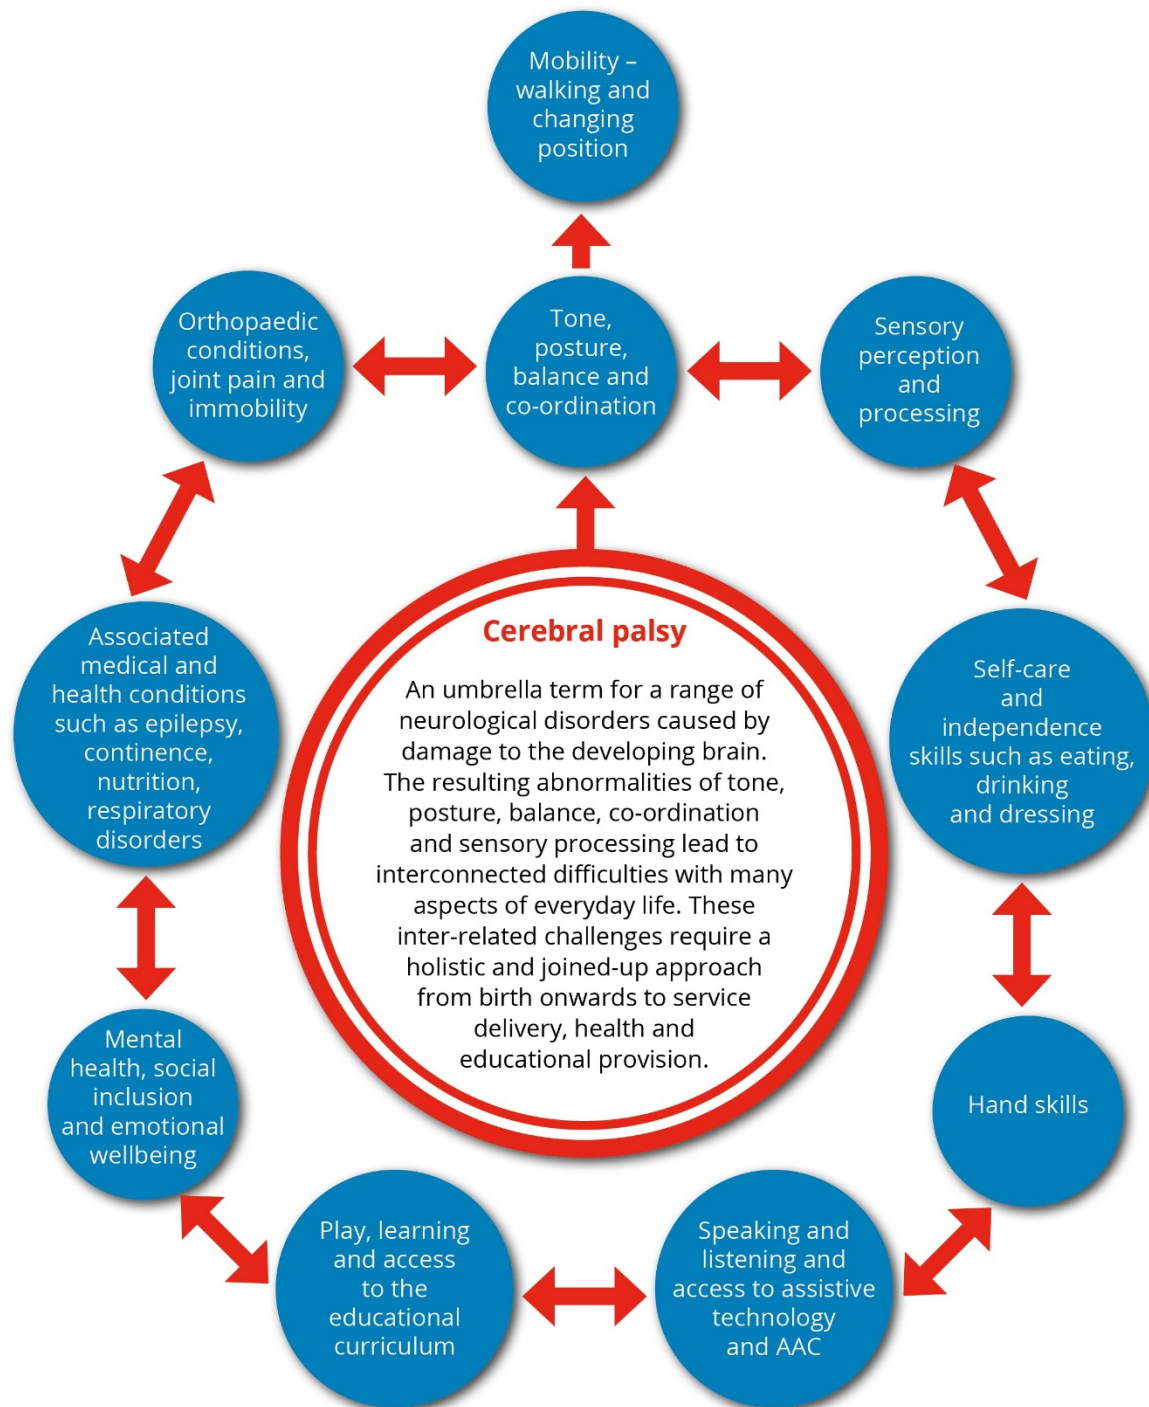 Mobility –
walking and
changing
position
Orthopaedic
conditions,
joint pain and
immobility
Tone,
posture,
balance and
co-ordination
Sensory
perception
and
processing
Associated
medical and
health conditions
such as epilepsy,
continence,
nutrition,
respiratory
disorders
Cerebral palsy
An umbrella term for a range of
neurological disorders caused by
damage to the developing brain.
The resulting abnormalities of tone,
posture, balance, co-ordination
and sensory processing lead to
interconnected difficulties with many
aspects of everyday life. These
inter-related challenges require a
holistic and joined-up approach
from birth onwards to service
delivery, health and
educational provision.
Self-care
and
independence
skills such as eating,
drinking
and dressing
Mental
health, social
inclusion
and emotional
wellbeing
Hand skills
Play, learning
and access
to the
educational
curriculum
Speaking and
listening and
access to assistive
technology
and AAC